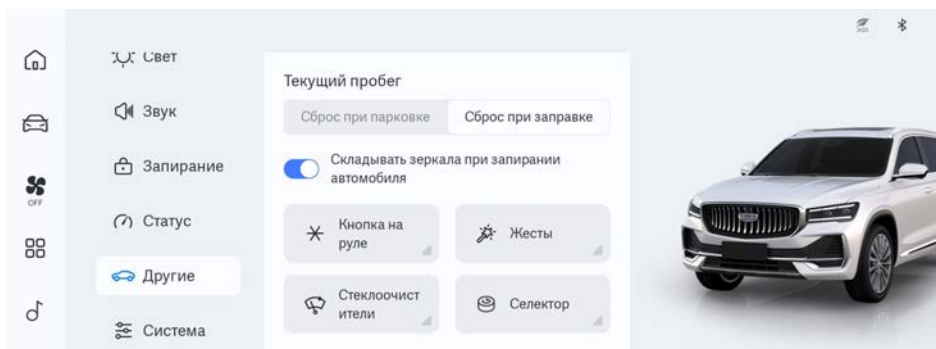 Свет
Звук
Запирание
OFF
Статус
Другие
Система
Текущий пробег
Сброс при парковке
Сброс при заправке
Складывать зеркала при запирании
автомобиля
Кнопка на
руле
Жесты
Стеклоочист
ители
Селектор